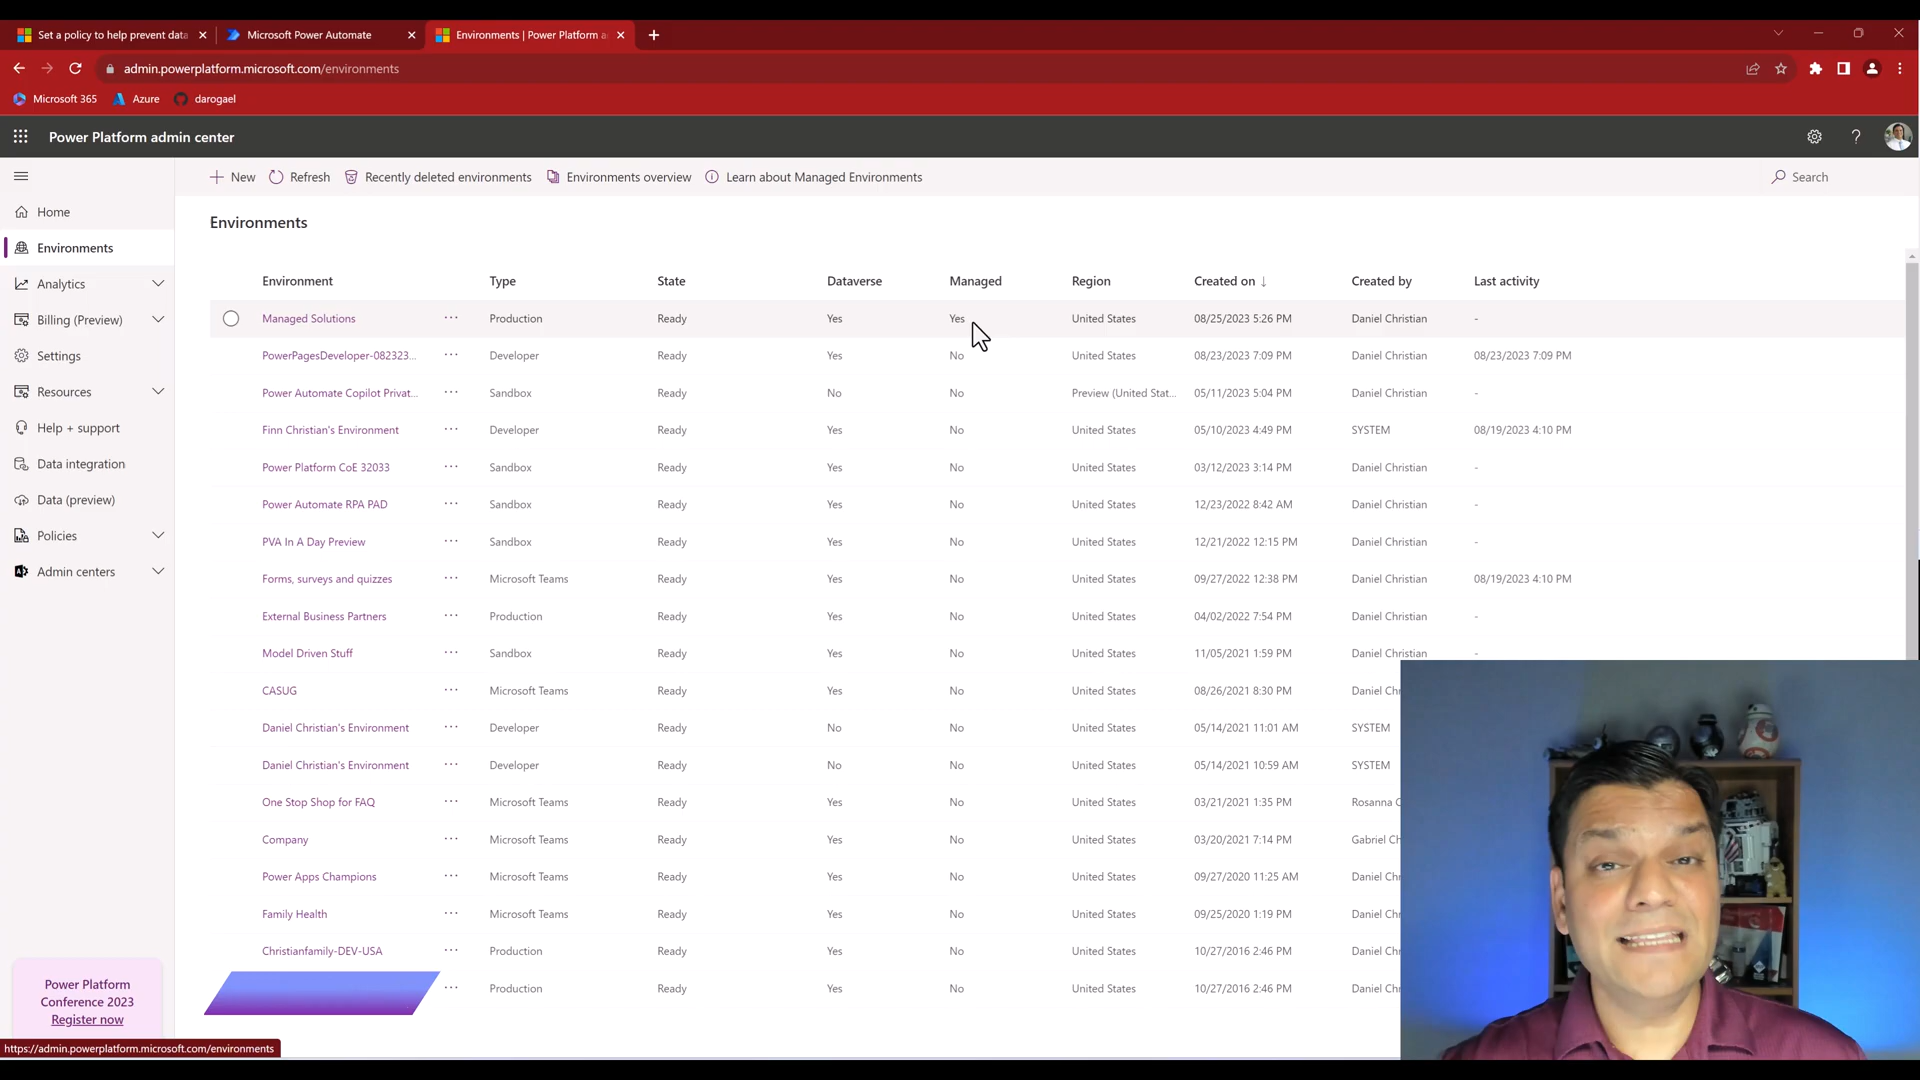 Set a policy to help prevent data
Microsoft Power Automate
Environments | Power Platform a
admin.powerplatform.microsoft.com/environments
Microsoft 365
Azure
darogael
Power Platform admin center
New
Refresh
Recently deleted environments
Environments overview
Learn about Managed Environments
Search
Home
Environments
Analytics
Billing (Preview)
Settings
Resources
Help + support
Data integration
Data (preview)
Policies
Admin centers
Power Platform
Conference 2023
Register now
https://admin.powerplatform.microsoft.com/environments
Environments
Environment Type State Dataverse Managed Region Created on ↓ Created by Last activity
Managed Solutions ... Production Ready Yes Yes United States 08/25/2023 5:26 PM Daniel Christian -
PowerPagesDeveloper-082323... ... Developer Ready Yes No United States 08/23/2023 7:09 PM Daniel Christian 08/23/2023 7:09 PM
Power Automate Copilot Privat... ... Sandbox Ready No No Preview (United Stat... 05/11/2023 5:04 PM Daniel Christian -
Finn Christian's Environment ... Developer Ready Yes No United States 05/10/2023 4:49 PM SYSTEM 08/19/2023 4:10 PM
Power Platform CoE 32033 ... Sandbox Ready Yes No United States 03/12/2023 3:14 PM Daniel Christian -
Power Automate RPA PAD ... Sandbox Ready Yes No United States 12/23/2022 8:42 AM Daniel Christian -
PVA In A Day Preview ... Sandbox Ready Yes No United States 12/21/2022 12:15 PM Daniel Christian -
Forms, surveys and quizzes ... Microsoft Teams Ready Yes No United States 09/27/2022 12:38 PM Daniel Christian 08/19/2023 4:10 PM
External Business Partners ... Production Ready Yes No United States 04/02/2022 7:54 PM Daniel Christian -
Model Driven Stuff ... Sandbox Ready Yes No United States 11/05/2021 1:59 PM Daniel Christian -
CASUG ... Microsoft Teams Ready Yes No United States 08/26/2021 8:30 PM Daniel Chr
Daniel Christian's Environment ... Developer Ready No No United States 05/14/2021 11:01 AM SYSTEM
Daniel Christian's Environment ... Developer Ready No No United States 05/14/2021 10:59 AM SYSTEM
One Stop Shop for FAQ ... Microsoft Teams Ready Yes No United States 03/21/2021 1:35 PM Rosanna C
Company ... Microsoft Teams Ready Yes No United States 03/20/2021 7:14 PM Gabriel Ch
Power Apps Champions ... Microsoft Teams Ready Yes No United States 09/27/2020 11:25 AM Daniel Chr
Family Health ... Microsoft Teams Ready Yes No United States 09/25/2020 1:19 PM Daniel Chr
Christianfamily-DEV-USA ... Production Ready Yes No United States 10/27/2016 2:46 PM Daniel Chr
... Production Ready Yes No United States 10/27/2016 2:46 PM Daniel Chr